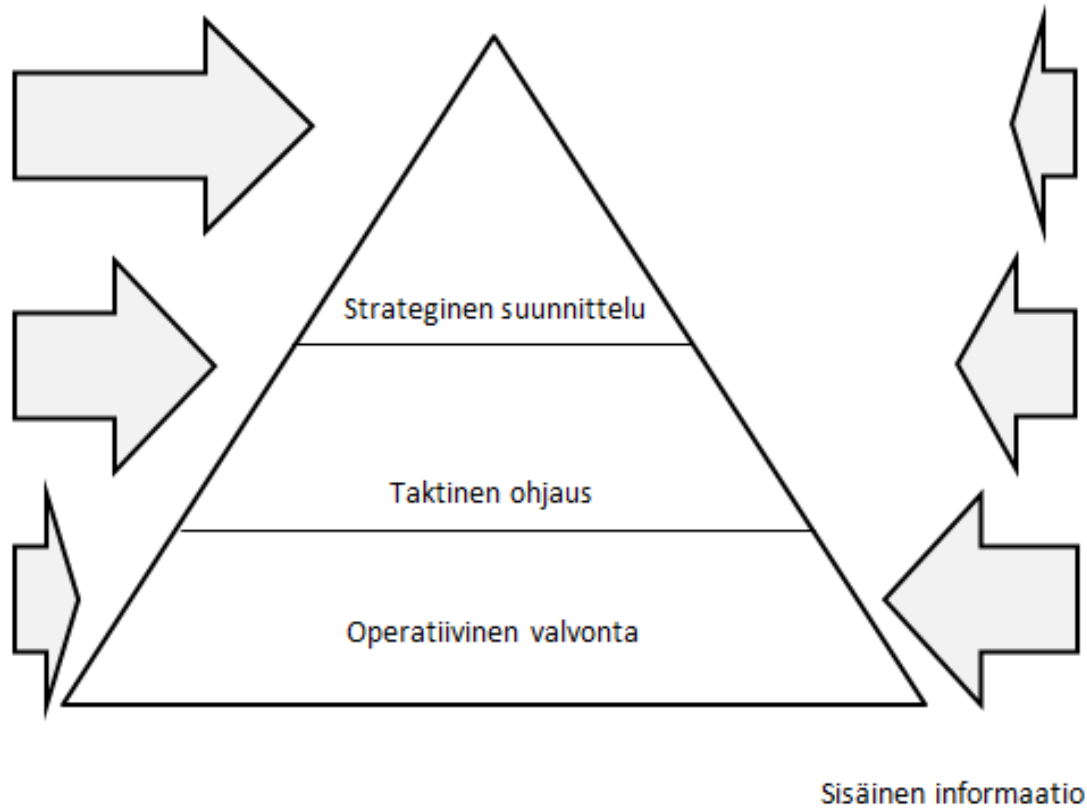 Strateginen suunnittelu
Taktinen ohjaus
Operatiivinen valvonta
Sisäinen informaatio